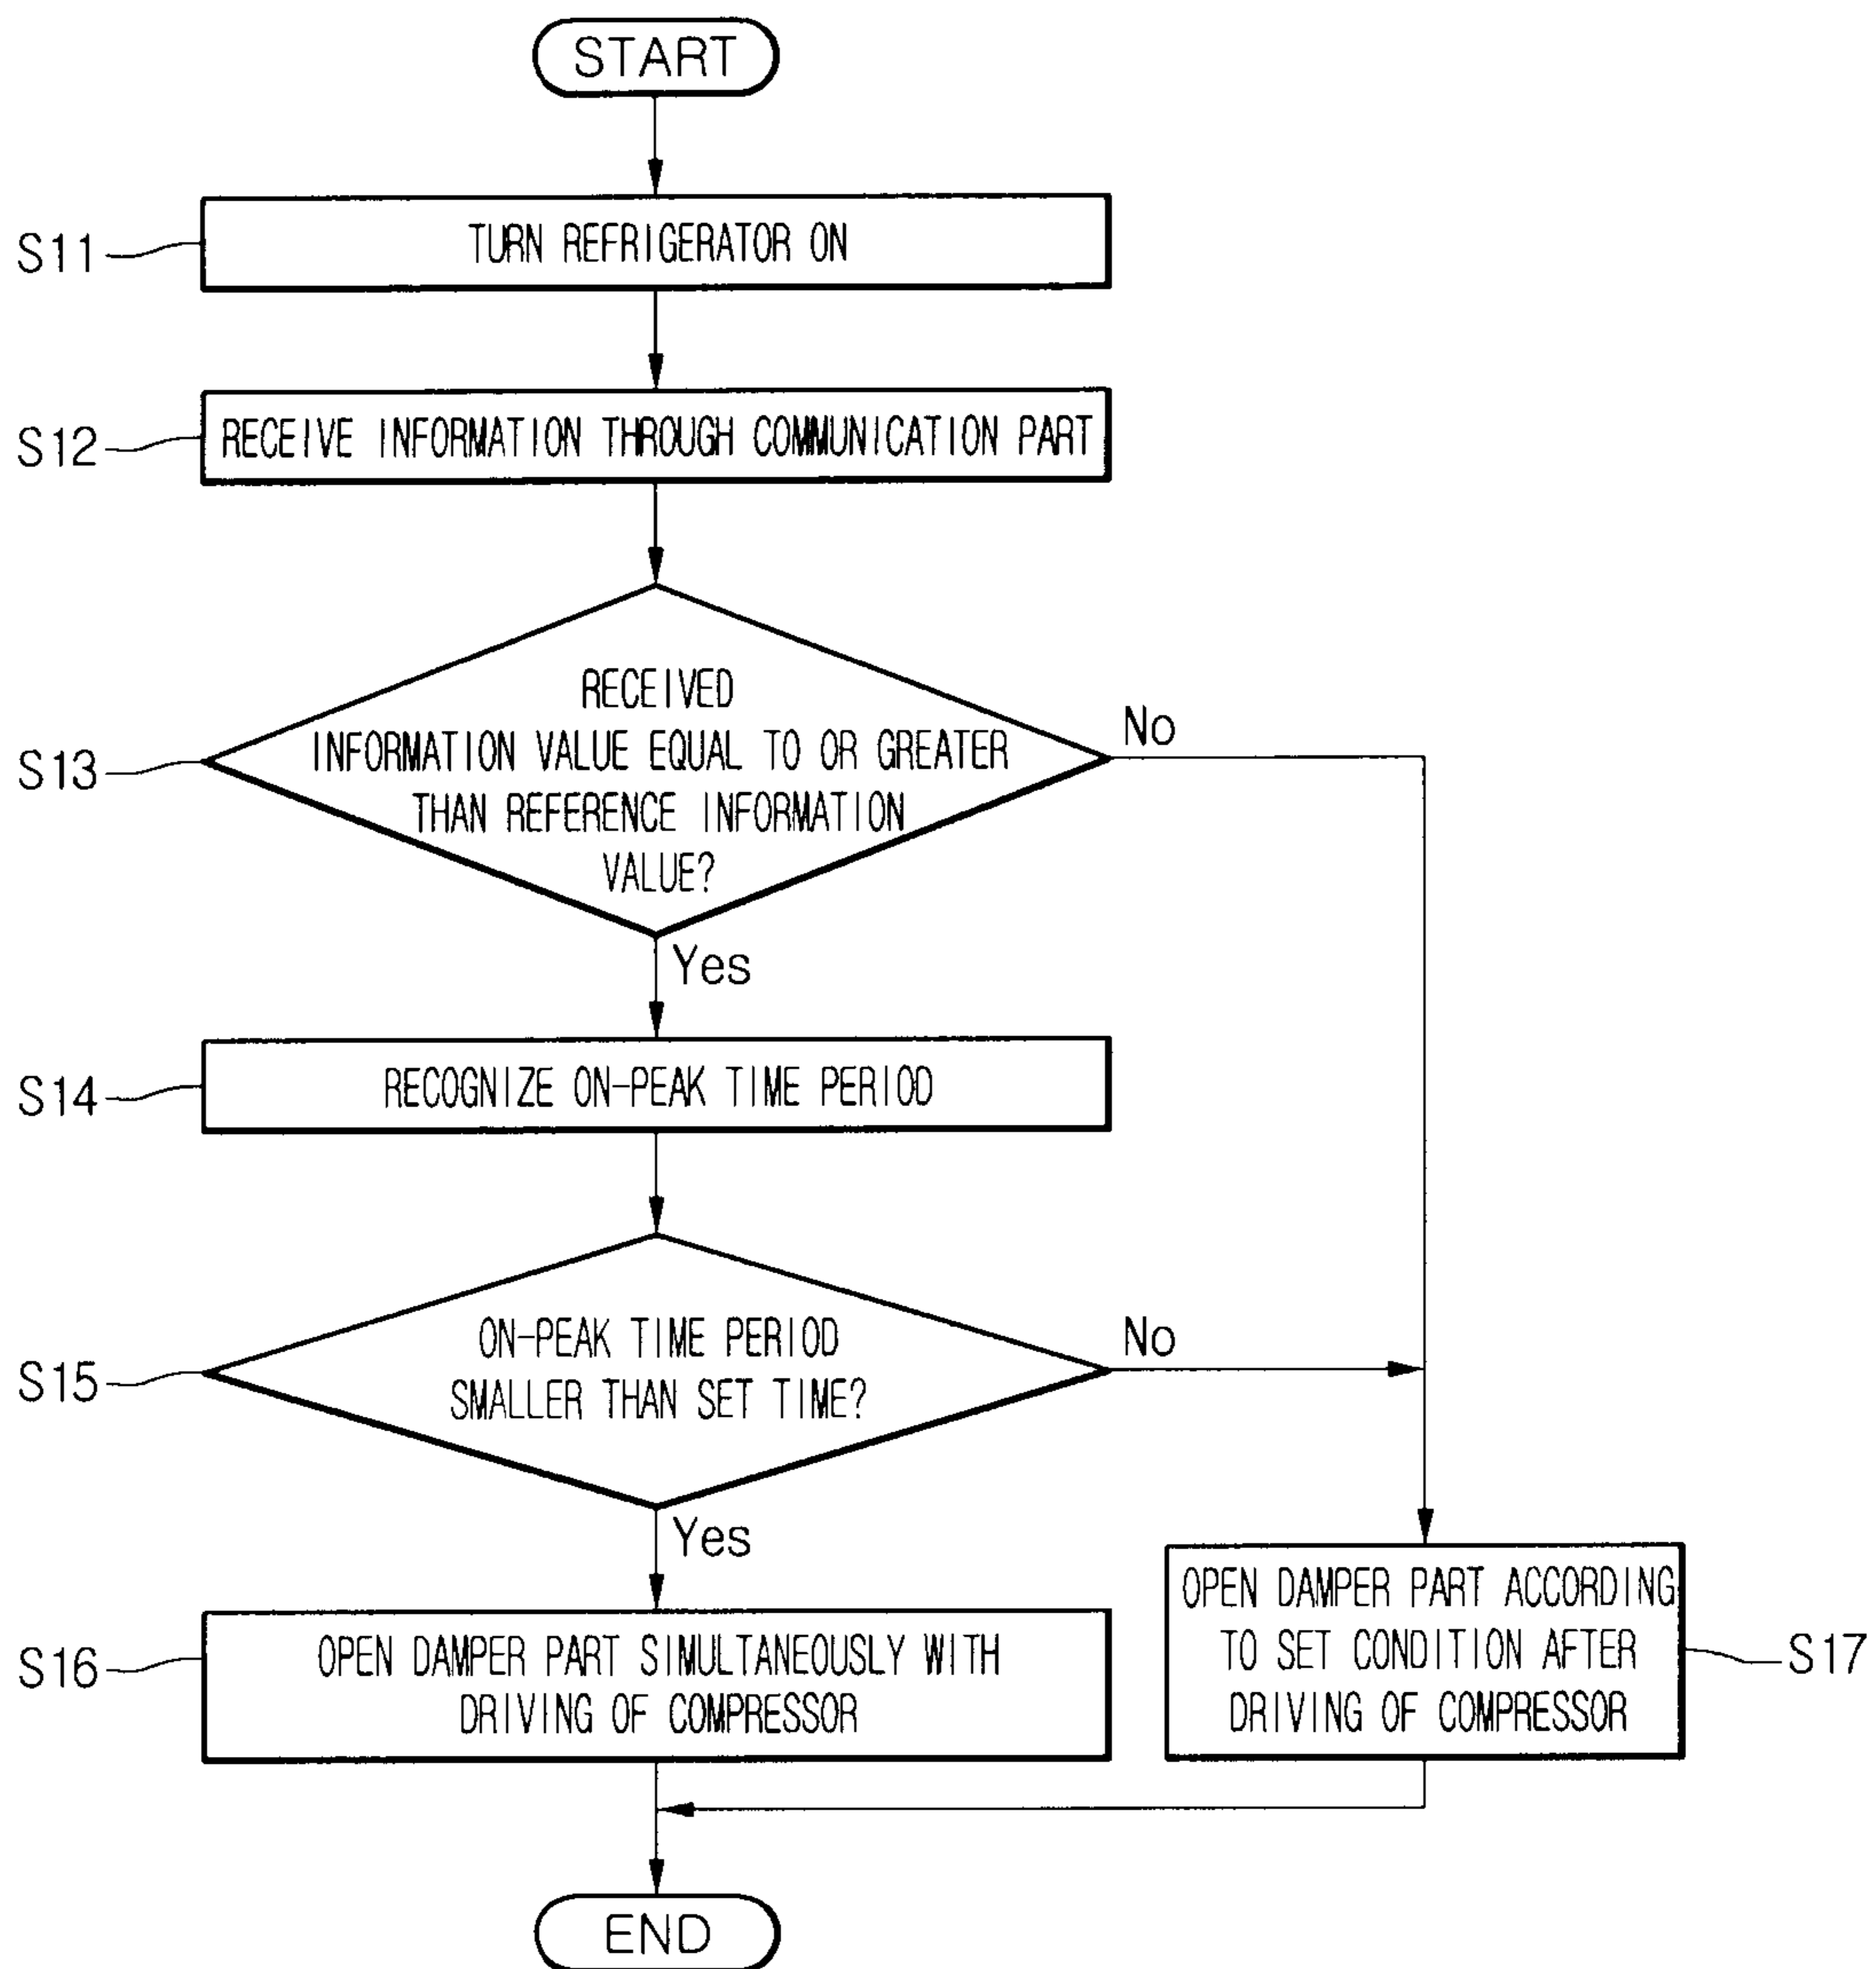 START
S11
TURN REFRIGERATOR ON
S12
RECEIVE INFORMATION THROUGH COMMUNICATION PART
S13
RECEIVED
INFORMATION VALUE EQUAL TO OR GREATER
THAN REFERENCE INFORMATION
VALUE?
No
Yes
S14
RECOGNIZE ON-PEAK TIME PERIOD
S15
ON-PEAK TIME PERIOD
SMALLER THAN SET TIME?
No
Yes
S16
OPEN DAMPER PART SIMULTANEOUSLY WITH
DRIVING OF COMPRESSOR
OPEN DAMPER PART ACCORDING
TO SET CONDITION AFTER
DRIVING OF COMPRESSOR
S17
END